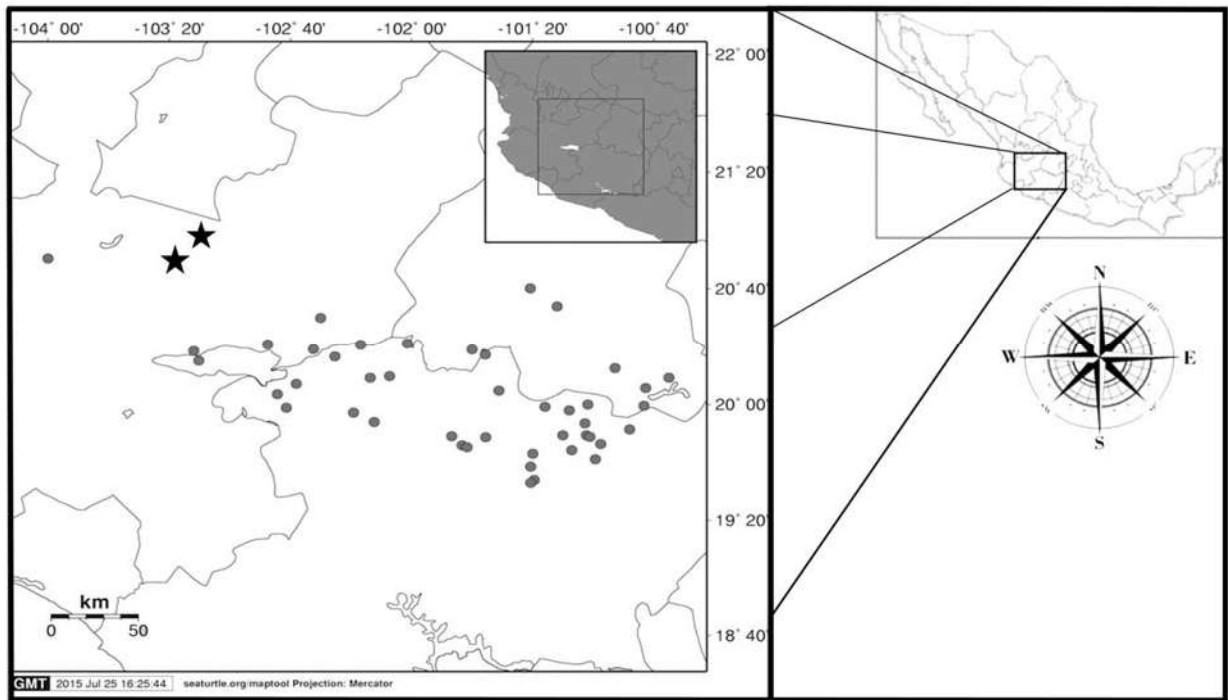 -104° 00' -103° 20' -102° 40' -102° 00' -101° 20' -100° 40'
22° 00'
21° 20'
20° 40'
20° 00'
19° 20'
18° 40'
km
0 50
GMT 2015 Jul 25 16:25:44 seaturtle.org/maptool Projection: Mercator
N
W E
S